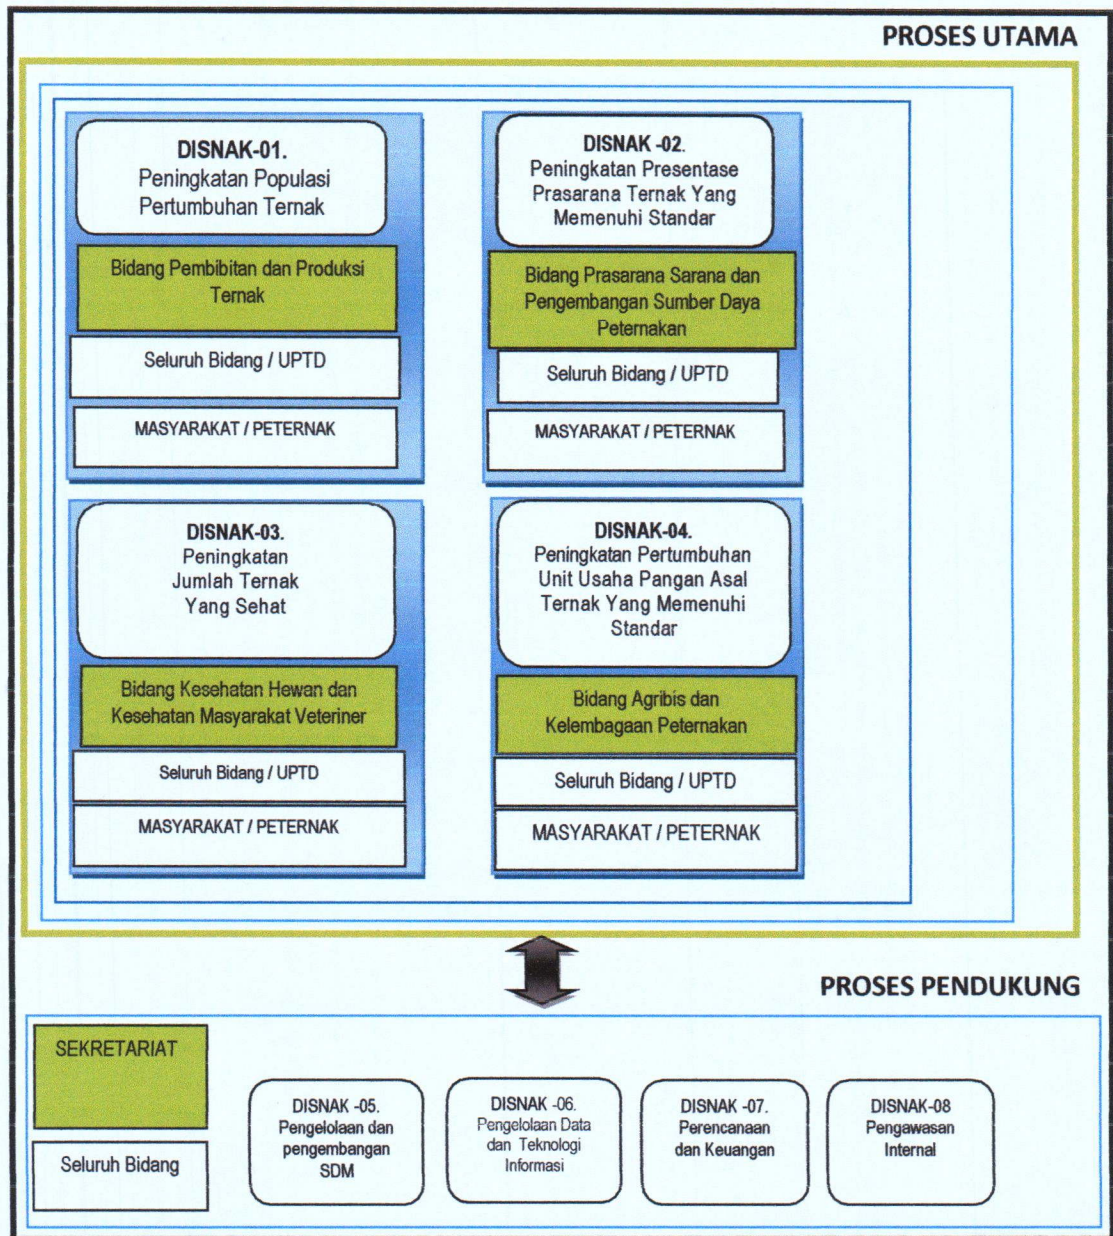 PROSES UTAMA
DISNAK-01.
Peningkatan Populasi
Pertumbuhan Ternak
Bidang Pembibitan dan Produksi
Ternak
Seluruh Bidang / UPTD
MASYARAKAT / PETERNAK
DISNAK -02.
Peningkatan Presentase
Prasarana Ternak Yang
Memenuhi Standar
Bidang Prasarana Sarana dan
Pengembangan Sumber Daya
Peternakan
Seluruh Bidang / UPTD
MASYARAKAT / PETERNAK
DISNAK-03.
Peningkatan
Jumlah Ternak
Yang Sehat
Bidang Kesehatan Hewan dan
Kesehatan Masyarakat Veteriner
Seluruh Bidang / UPTD
MASYARAKAT / PETERNAK
DISNAK-04.
Peningkatan Pertumbuhan
Unit Usaha Pangan Asal
Ternak Yang Memenuhi
Standar
Bidang Agribis dan
Kelembagaan Peternakan
Seluruh Bidang / UPTD
MASYARAKAT / PETERNAK
PROSES PENDUKUNG
SEKRETARIAT
Seluruh Bidang
DISNAK -05.
Pengelolaan dan
pengembangan
SDM
DISNAK -06.
Pengelolaan Data
dan Teknologi
Informasi
DISNAK -07.
Perencanaan
dan Keuangan
DISNAK-08
Pengawasan
Internal